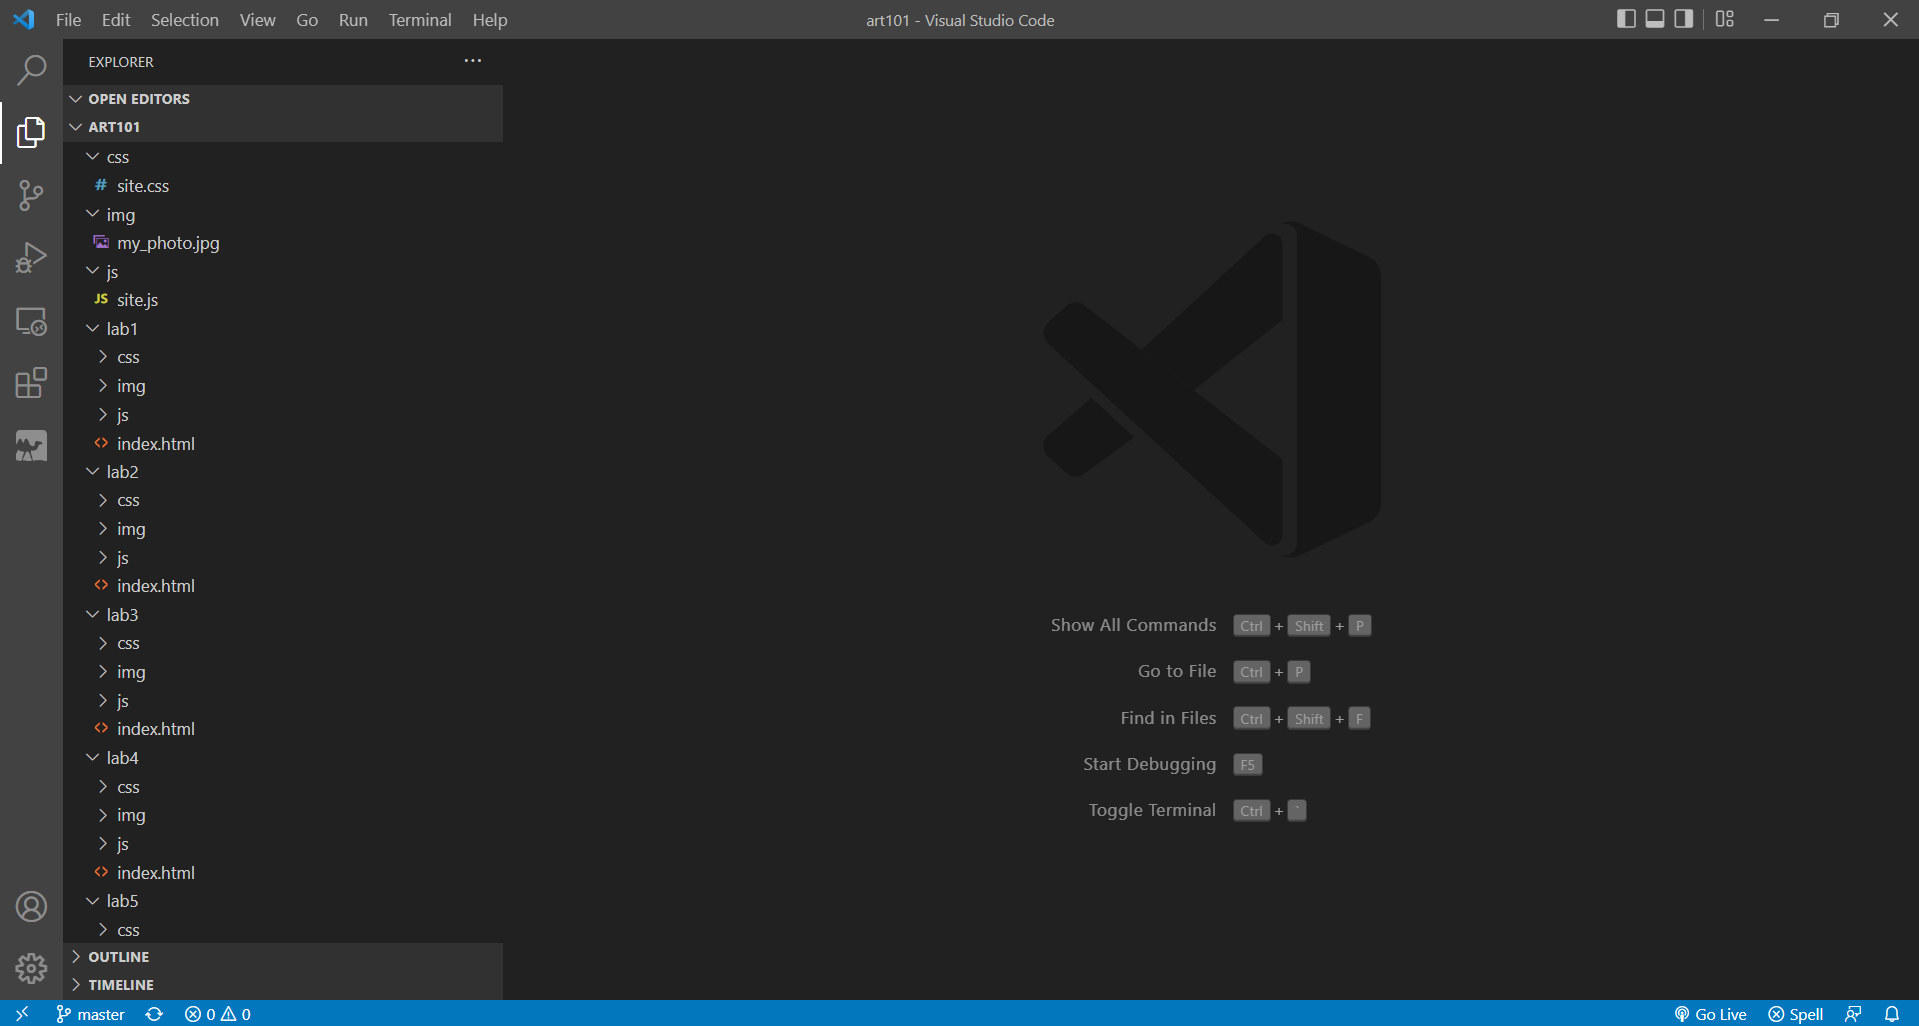 File Edit Selection View Go Run Terminal Help
art101 - Visual Studio Code
EXPLORER
OPEN EDITORS
ART101
css
# site.css
img
my_photo.jpg
js
JS site.js
lab1
css
img
js
<> index.html
lab2
css
img
js
<> index.html
lab3
css
img
js
<> index.html
lab4
css
img
js
<> index.html
lab5
css
OUTLINE
TIMELINE
Show All Commands Ctrl + Shift + P
Go to File Ctrl + P
Find in Files Ctrl + Shift + F
Start Debugging F5
Toggle Terminal Ctrl + `
master 0 0
Go Live Spell